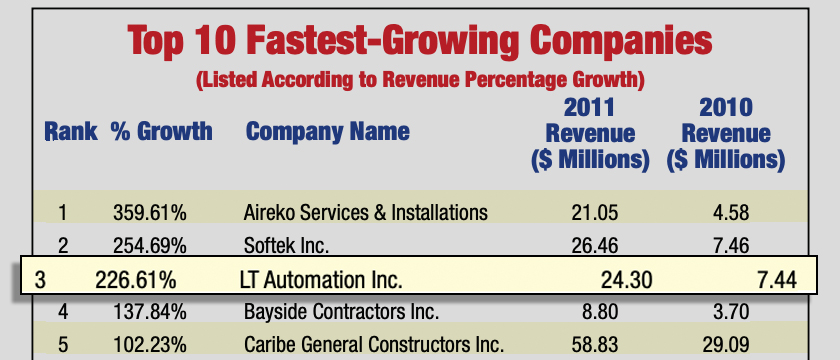 Top 10 Fastest-Growing Companies
(Listed According to Revenue Percentage Growth)
Rank % Growth Company Name 2011 Revenue ($ Millions) 2010 Revenue ($ Millions)
1 359.61% Aireko Services & Installations 21.05 4.58
2 254.69% Softek Inc. 26.46 7.46
3 226.61% LT Automation Inc. 24.30 7.44
4 137.84% Bayside Contractors Inc. 8.80 3.70
5 102.23% Caribe General Constructors Inc. 58.83 29.09